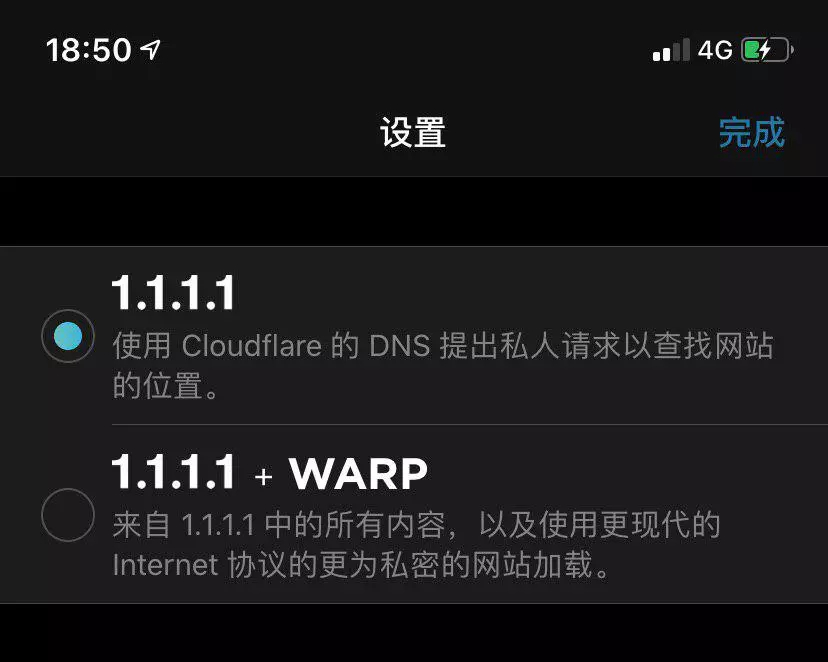 18:50 4G
设置 完成
1.1.1.1
使用 Cloudflare 的 DNS 提出私人请求以查找网站
的位置。
1.1.1.1 + WARP
来自 1.1.1.1 中的所有内容，以及使用更现代的
Internet 协议的更为私密的网站加载。